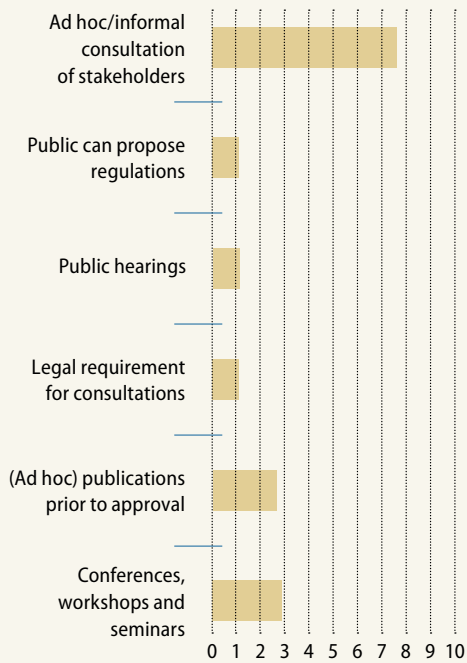 Ad hoc/informal
consultation
of stakeholders
Public can propose
regulations
Public hearings
Legal requirement
for consultations
(Ad hoc) publications
prior to approval
Conferences,
workshops and
seminars
0 1 2 3 4 5 6 7 8 9 10